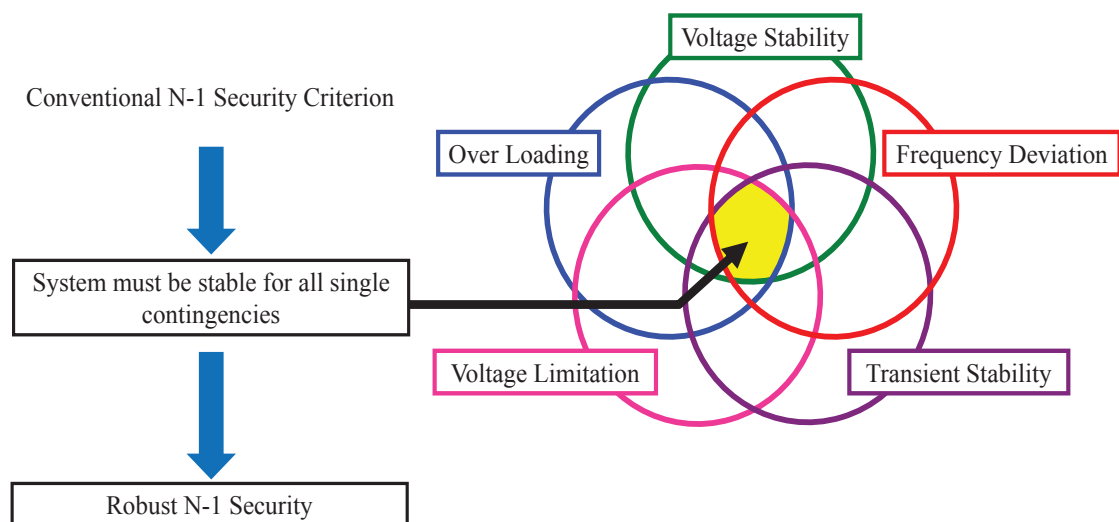 Voltage Stability
Conventional N-1 Security Criterion
Over Loading
Frequency Deviation
System must be stable for all single
contingencies
Voltage Limitation
Transient Stability
Robust N-1 Security